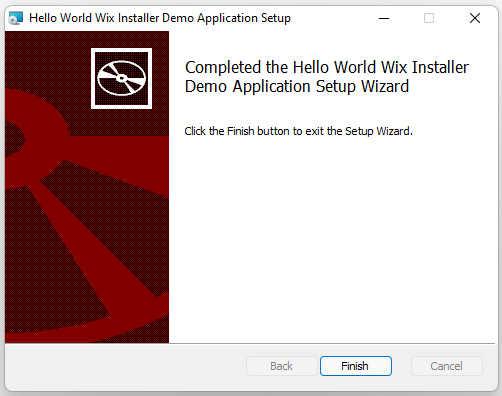 Hello World Wix Installer Demo Application Setup
Completed the Hello World Wix Installer
Demo Application Setup Wizard
Click the Finish button to exit the Setup Wizard.
Back Finish Cancel